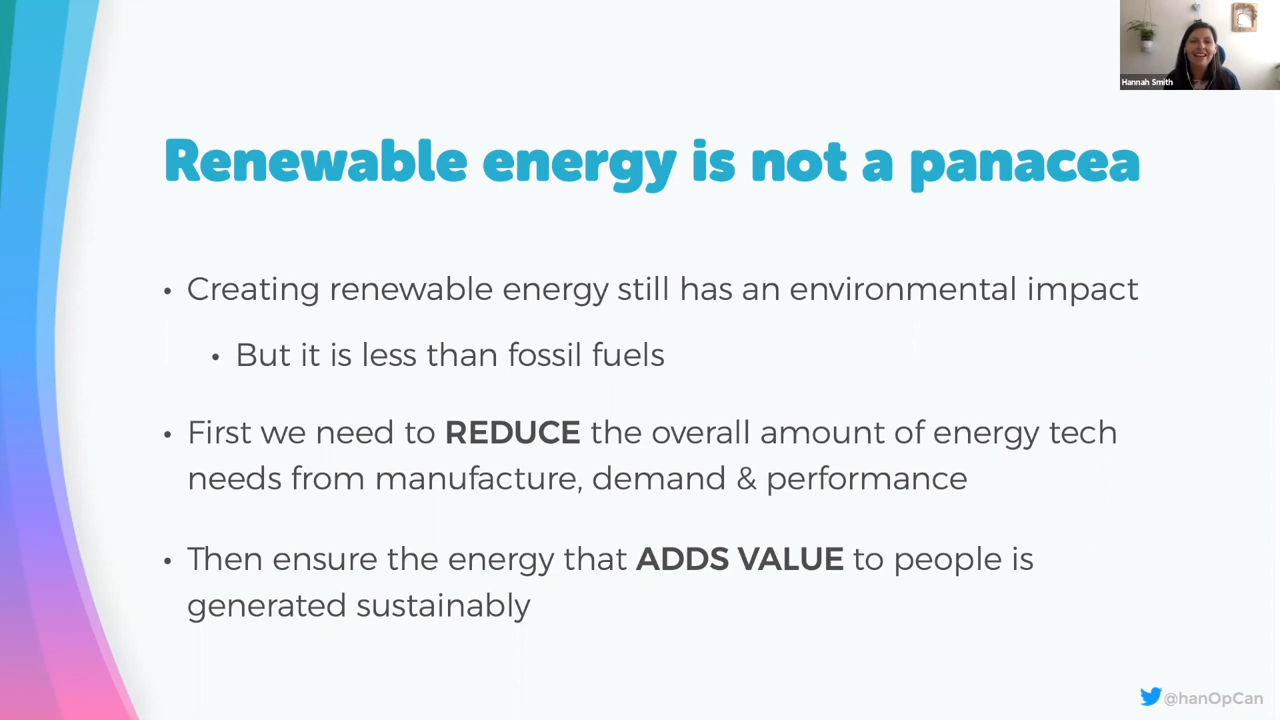 Hannah Smith
Renewable energy is not a panacea
• Creating renewable energy still has an environmental impact
• But it is less than fossil fuels
• First we need to REDUCE the overall amount of energy tech
needs from manufacture, demand & performance
• Then ensure the energy that ADDS VALUE to people is
generated sustainably
@hanOpCan